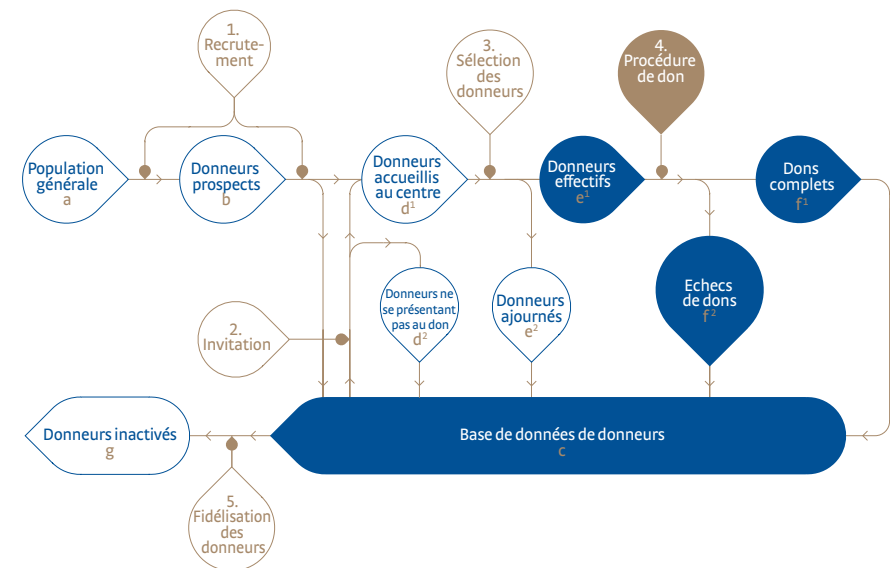 1.
Recrute-
ment
3.
Sélection
des
donneurs
4.
Procédure
de don
Population
générale
a
Donneurs
prospects
b
Donneurs
accueillis
au centre
d¹
Donneurs
effectifs
e¹
Dons
complets
f¹
2.
Invitation
Donneurs ne
se présentant
pas au don
d²
Donneurs
ajournés
e²
Echecs
de dons
f²
Donneurs inactivés
g
Base de données de donneurs
c
5.
Fidélisation
des
donneurs